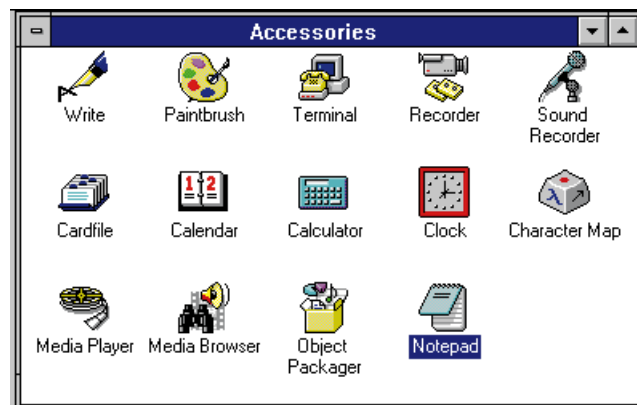 Accessories
Write Paintbrush Terminal Recorder Sound
Recorder
Cardfile Calendar Calculator Clock Character Map
Media Player Media Browser Object Notepad
Packager